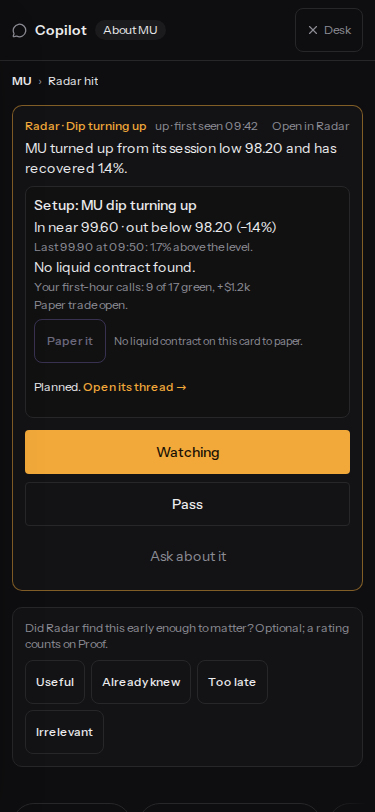 Copilot About MU × Desk
MU › Radar hit
Radar · Dip turning up up · first seen 09:42 Open in Radar
MU turned up from its session low 98.20 and has
recovered 1.4%.
Setup: MU dip turning up
In near 99.60 · out below 98.20 (−1.4%)
Last 99.90 at 09:50: 1.7% above the level.
No liquid contract found.
Your first-hour calls: 9 of 17 green, +$1.2k
Paper trade open.
Paper it No liquid contract on this card to paper.
Planned. Open its thread →
Watching
Pass
Ask about it
Did Radar find this early enough to matter? Optional; a rating
counts on Proof.
Useful Already knew Too late
Irrelevant